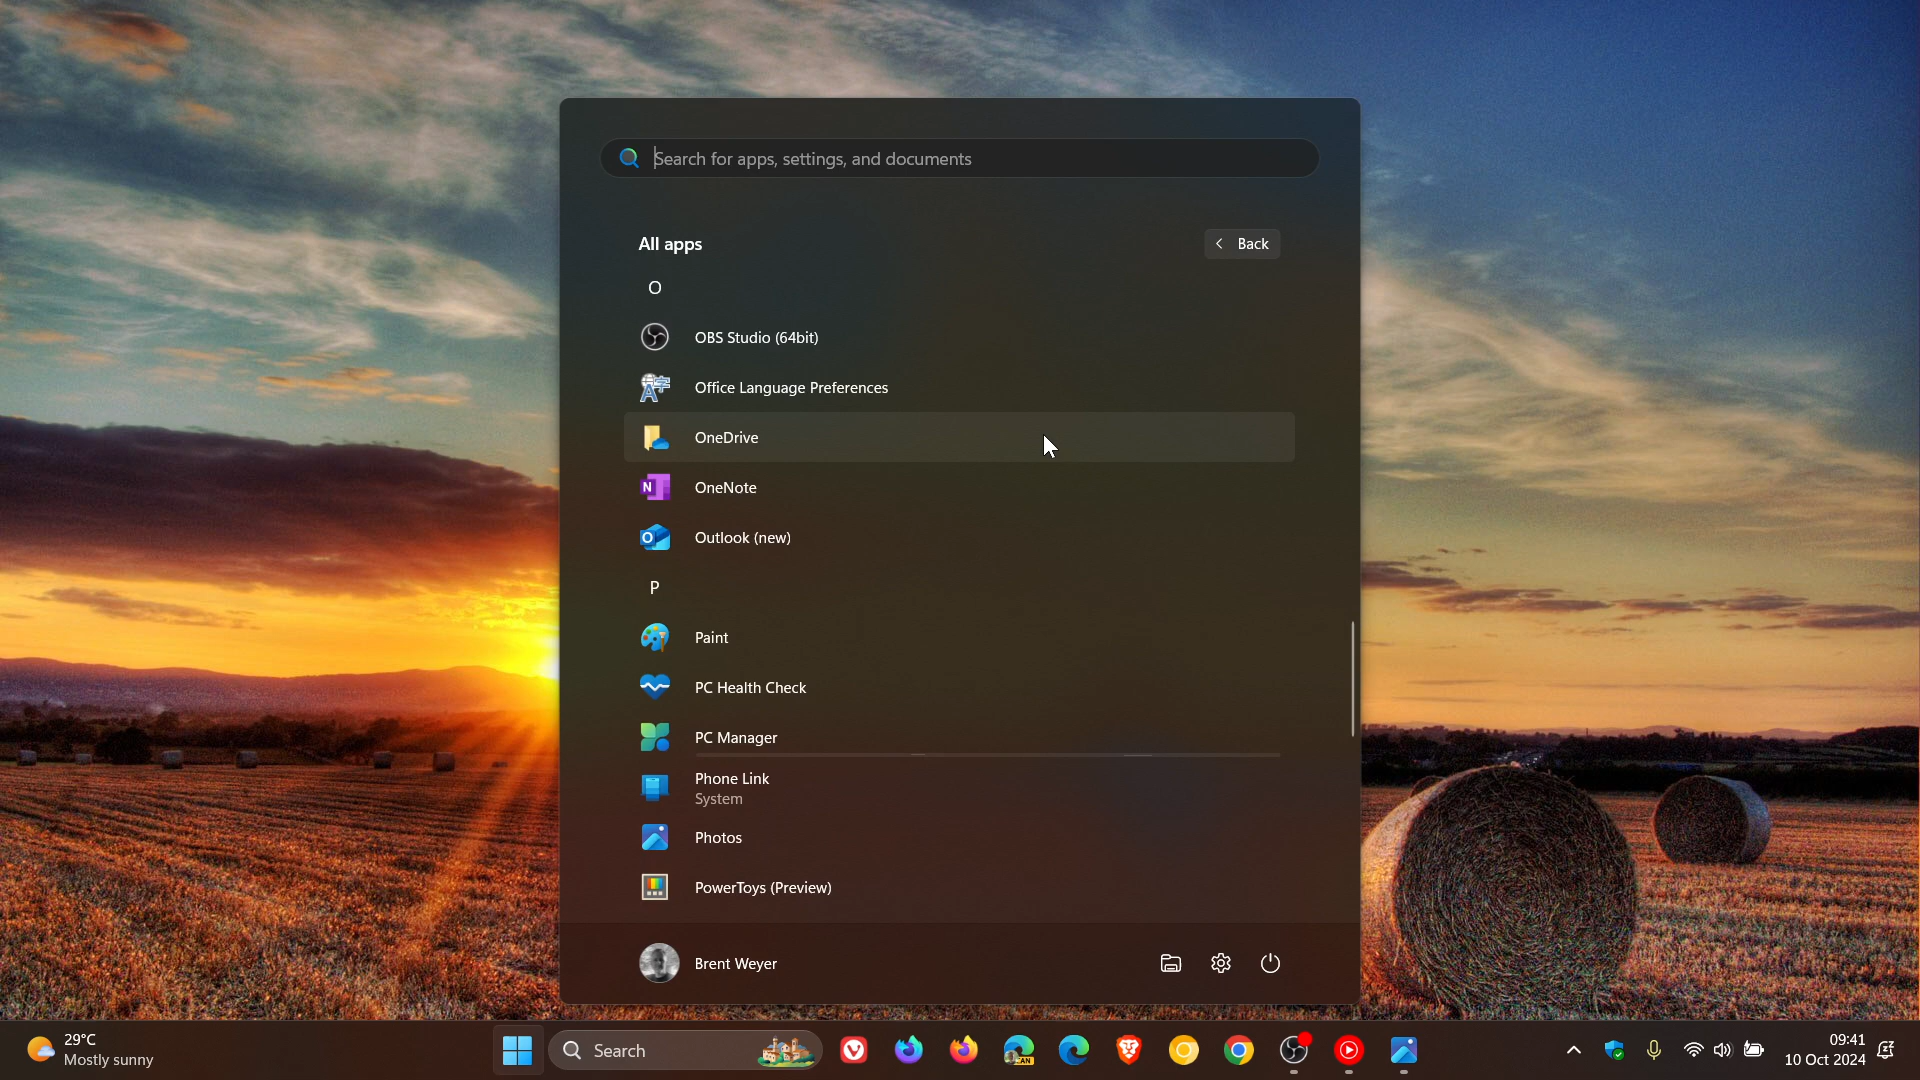 Search for apps, settings, and documents
All apps
Back
O
OBS Studio (64bit)
Office Language Preferences
OneDrive
OneNote
Outlook (new)
P
Paint
PC Health Check
PC Manager
Phone Link
System
Photos
PowerToys (Preview)
Brent Weyer
29°C
Mostly sunny
Search
CAN
09:41
10 Oct 2024